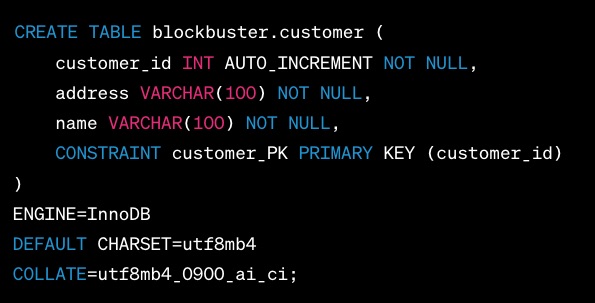 CREATE TABLE blockbuster.customer (
    customer_id INT AUTO_INCREMENT NOT NULL,
    address VARCHAR(100) NOT NULL,
    name VARCHAR(100) NOT NULL,
    CONSTRAINT customer_PK PRIMARY KEY (customer_id)
)
ENGINE=InnoDB
DEFAULT CHARSET=utf8mb4
COLLATE=utf8mb4_0900_ai_ci;